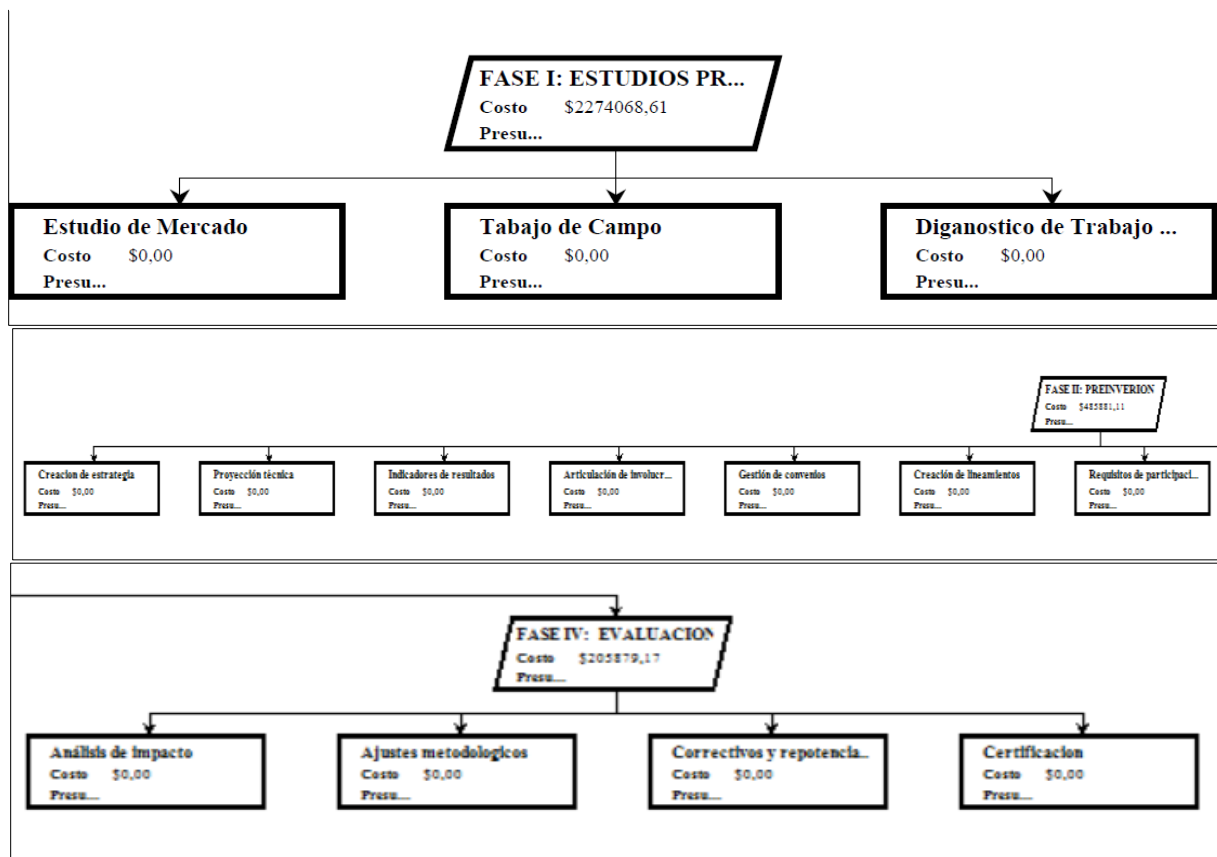 FASE I: ESTUDIOS PR...
Costo $2274068,61
Presu...
Estudio de Mercado
Costo $0,00
Presu...
Tabajo de Campo
Costo $0,00
Presu...
Diganostico de Trabajo ...
Costo $0,00
Presu...
FASE II: PREINVERION
Costo $485881,11
Presu...
Creacion de estrategia
Costo $0,00
Presu...
Proyección técnica
Costo $0,00
Presu...
Indicadores de resultados
Costo $0,00
Presu...
Articulación de involucr...
Costo $0,00
Presu...
Gestión de convenios
Costo $0,00
Presu...
Creación de lineamientos
Costo $0,00
Presu...
Requisitos de participaci...
Costo $0,00
Presu...
FASE IV: EVALUACION
Costo $205879,17
Presu...
Análisis de impacto
Costo $0,00
Presu...
Ajustes metodologicos
Costo $0,00
Presu...
Correctivos y repotencia...
Costo $0,00
Presu...
Certificacion
Costo $0,00
Presu...